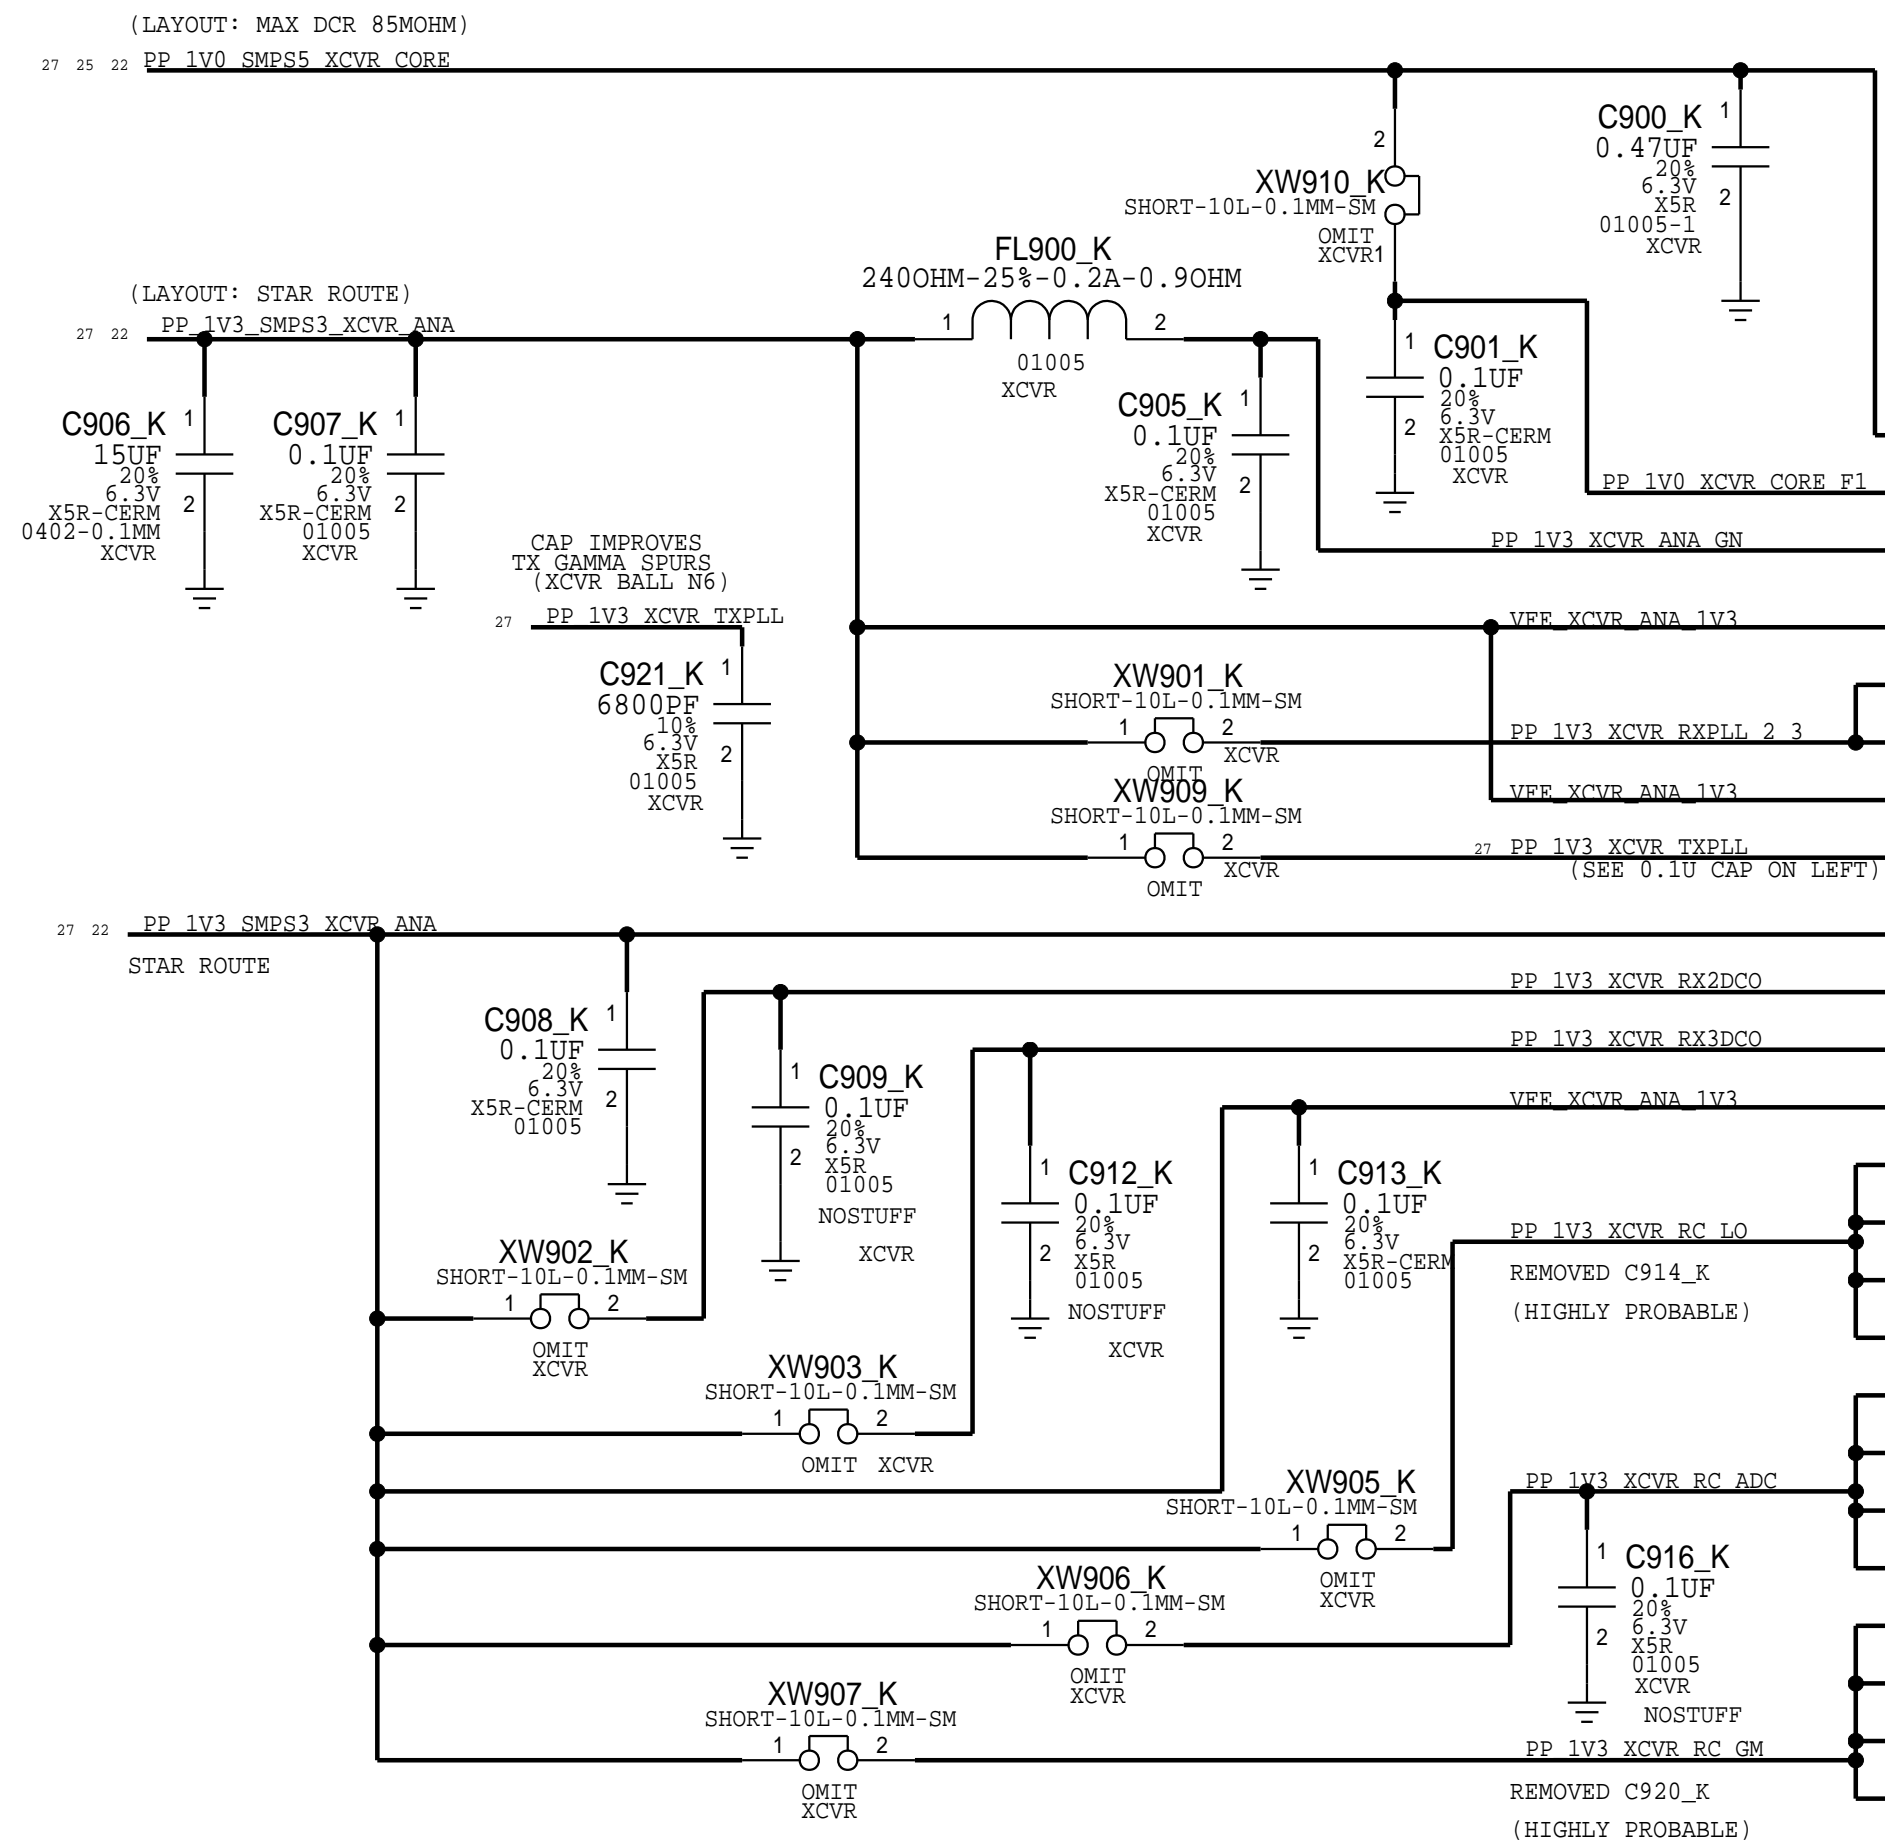 (LAYOUT: MAX DCR 85MOHM)
27 25 22 PP_1V0_SMPS5_XCVR_CORE
C900_K 1
0.47UF
20%
6.3V
X5R 2
01005-1
XCVR
2
XW910_K
SHORT-10L-0.1MM-SM
OMIT
XCVR1
FL900_K
240OHM-25%-0.2A-0.9OHM
1 2
01005
XCVR
(LAYOUT: STAR ROUTE)
27 22 PP_1V3_SMPS3_XCVR_ANA
C906_K 1
15UF
20%
6.3V 2
X5R-CERM
0402-0.1MM
XCVR
C907_K 1
0.1UF
20%
6.3V 2
X5R-CERM
01005
XCVR
C905_K 1
0.1UF
20%
6.3V 2
X5R-CERM
01005
XCVR
1 C901_K
0.1UF
20%
6.3V
2 X5R-CERM
01005
XCVR
PP_1V0_XCVR_CORE_F1
PP_1V3_XCVR_ANA_GN
CAP IMPROVES
TX GAMMA SPURS
(XCVR BALL N6)
27 PP_1V3_XCVR_TXPLL
C921_K 1
6800PF
10%
6.3V 2
X5R
01005
XCVR
VFE_XCVR_ANA_1V3
XW901_K
SHORT-10L-0.1MM-SM
1 2
XCVR
OMIT
PP_1V3_XCVR_RXPLL_2_3
XW909_K
SHORT-10L-0.1MM-SM
1 2
XCVR
OMIT
VFE_XCVR_ANA_1V3
27 PP_1V3_XCVR_TXPLL
(SEE 0.1U CAP ON LEFT)
27 22 PP_1V3_SMPS3_XCVR_ANA
STAR ROUTE
PP_1V3_XCVR_RX2DCO
PP_1V3_XCVR_RX3DCO
VFE_XCVR_ANA_1V3
C908_K 1
0.1UF
20%
6.3V 2
X5R-CERM
01005
1 C909_K
0.1UF
20%
6.3V
2 X5R
01005
NOSTUFF
XCVR
1 C912_K
0.1UF
20%
6.3V
2 X5R
01005
NOSTUFF
XCVR
1 C913_K
0.1UF
20%
6.3V
2 X5R-CERM
01005
PP_1V3_XCVR_RC_LO
REMOVED C914_K
(HIGHLY PROBABLE)
XW902_K
SHORT-10L-0.1MM-SM
1 2
OMIT
XCVR
XW903_K
SHORT-10L-0.1MM-SM
1 2
OMIT XCVR
XW905_K
SHORT-10L-0.1MM-SM
1 2
OMIT
XCVR
PP_1V3_XCVR_RC_ADC
1 C916_K
0.1UF
20%
6.3V
2 X5R
01005
XCVR
NOSTUFF
XW906_K
SHORT-10L-0.1MM-SM
1 2
OMIT
XCVR
XW907_K
SHORT-10L-0.1MM-SM
1 2
OMIT
XCVR
PP_1V3_XCVR_RC_GM
REMOVED C920_K
(HIGHLY PROBABLE)